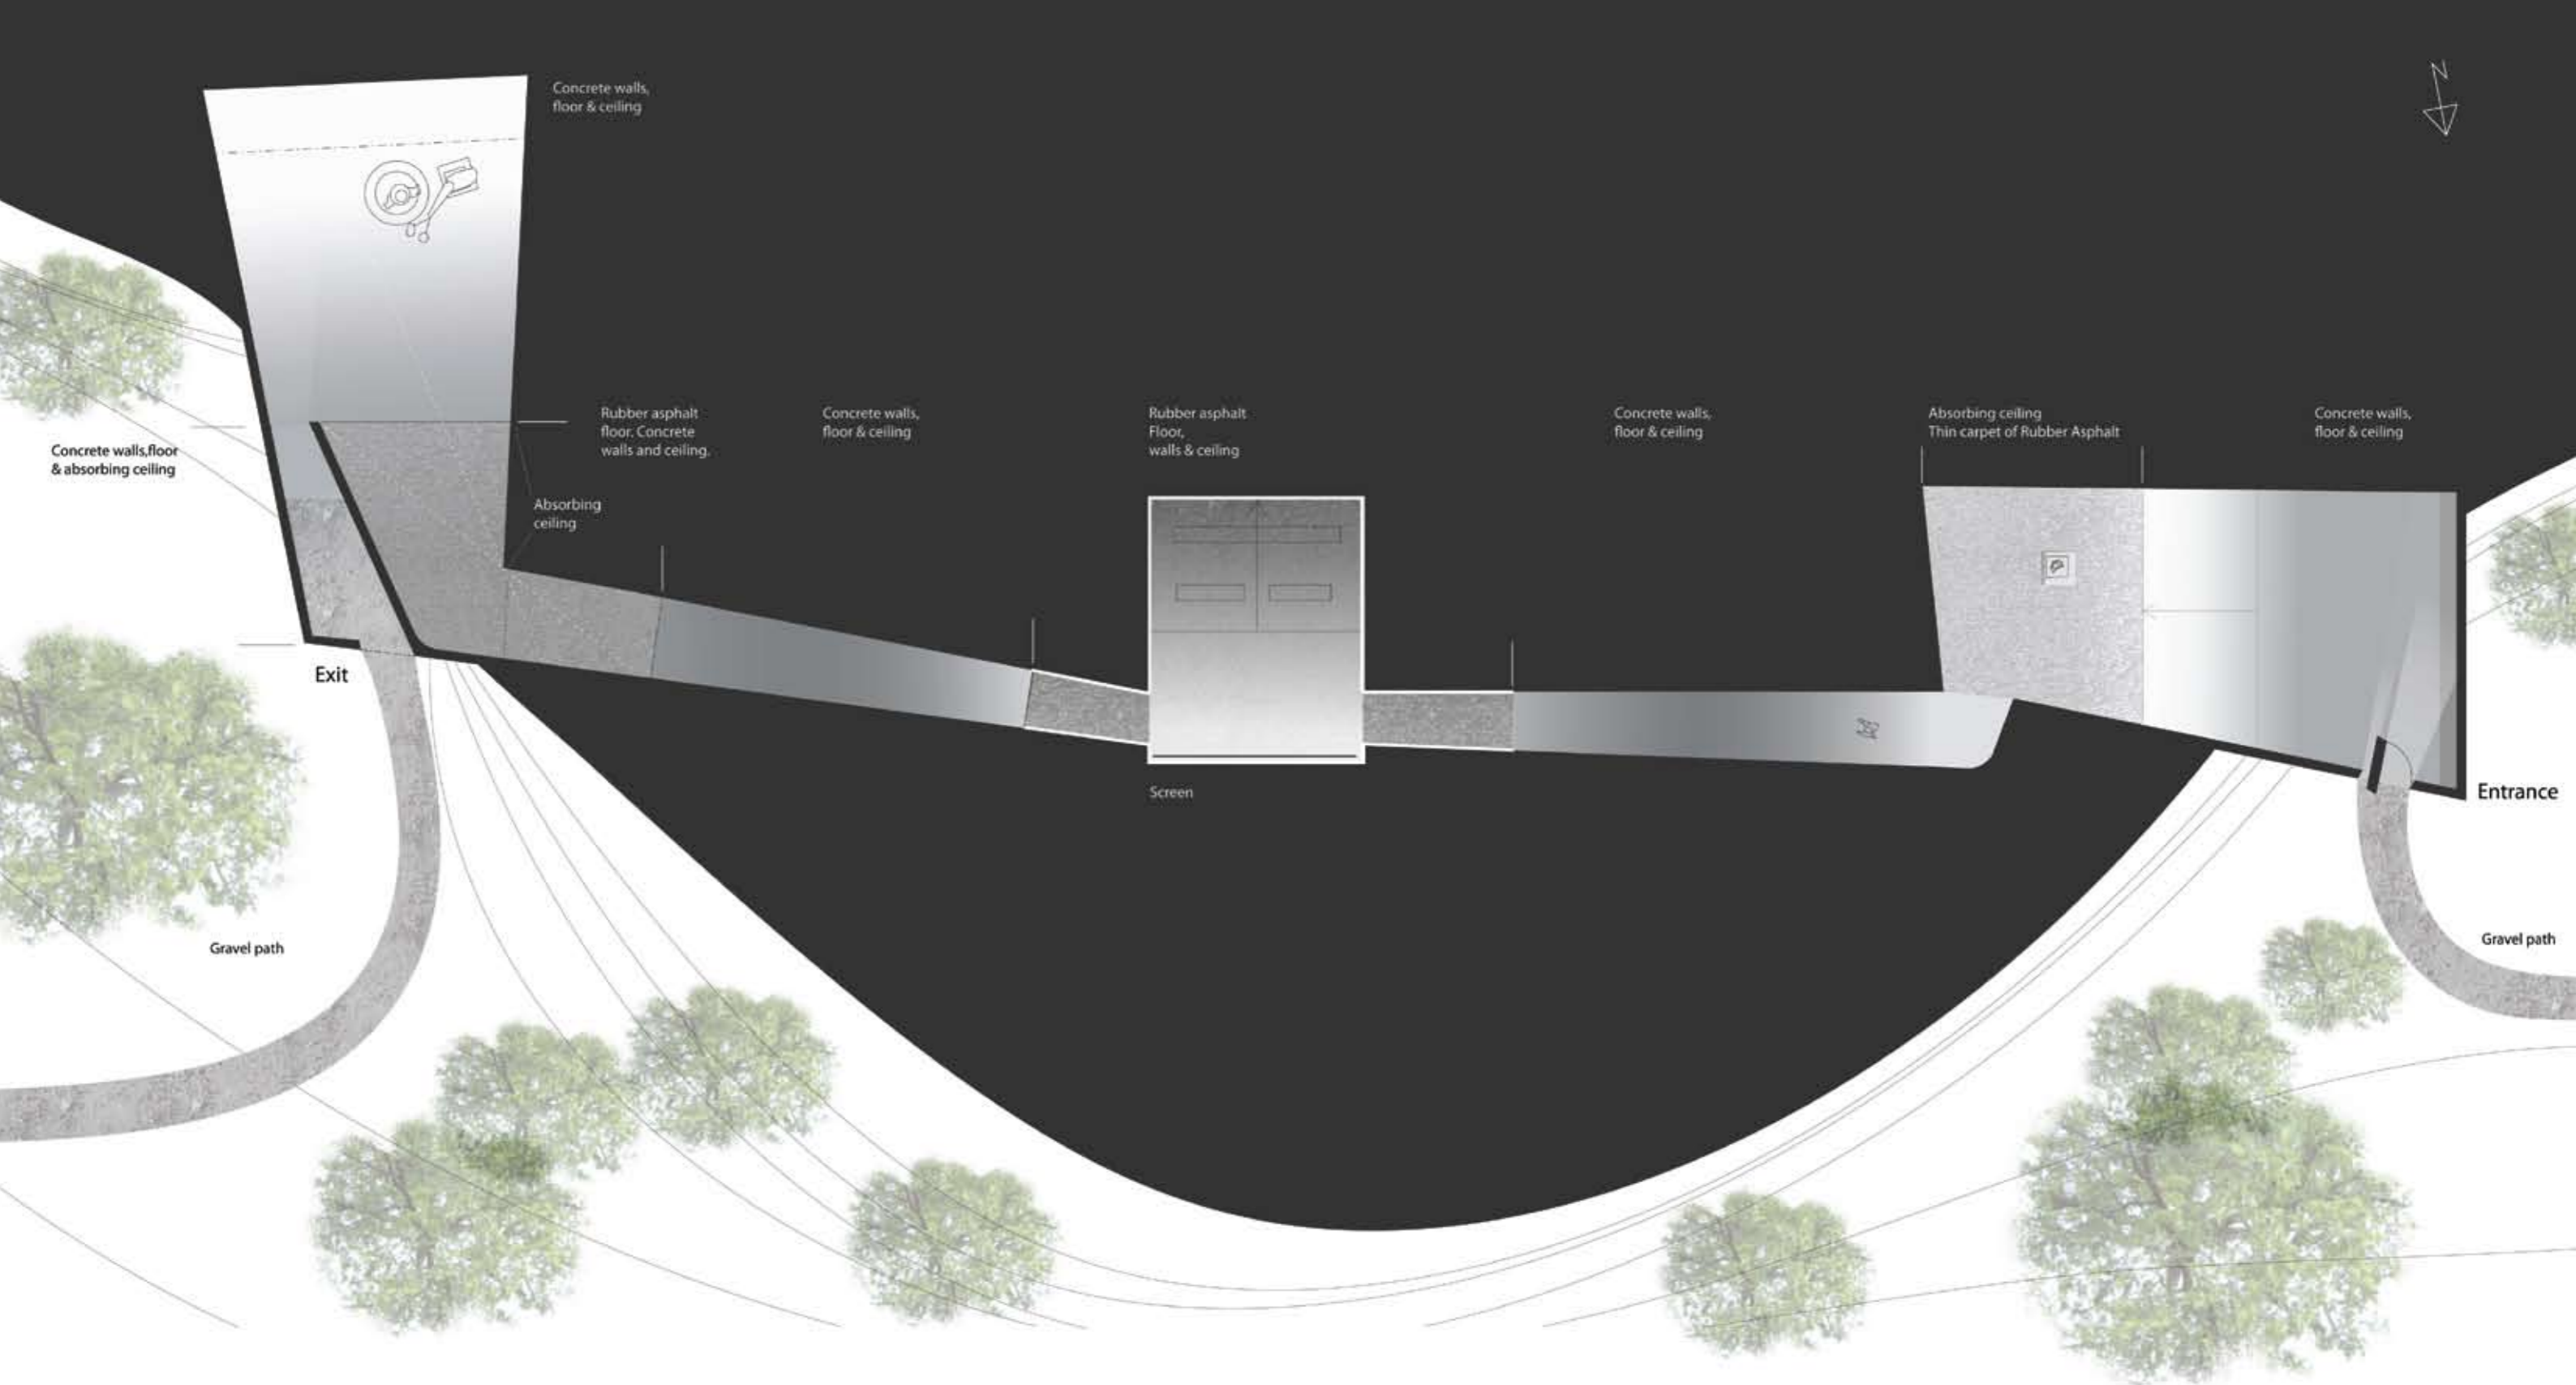 N
Concrete walls,
floor & ceiling
Rubber asphalt
floor. Concrete
walls and ceiling.
Concrete walls,
floor & ceiling
Rubber asphalt
Floor,
walls & ceiling
Concrete walls,
floor & ceiling
Absorbing ceiling
Thin carpet of Rubber Asphalt
Concrete walls,
floor & ceiling
Concrete walls,floor
& absorbing ceiling
Absorbing
ceiling
Exit
Screen
Entrance
Gravel path
Gravel path